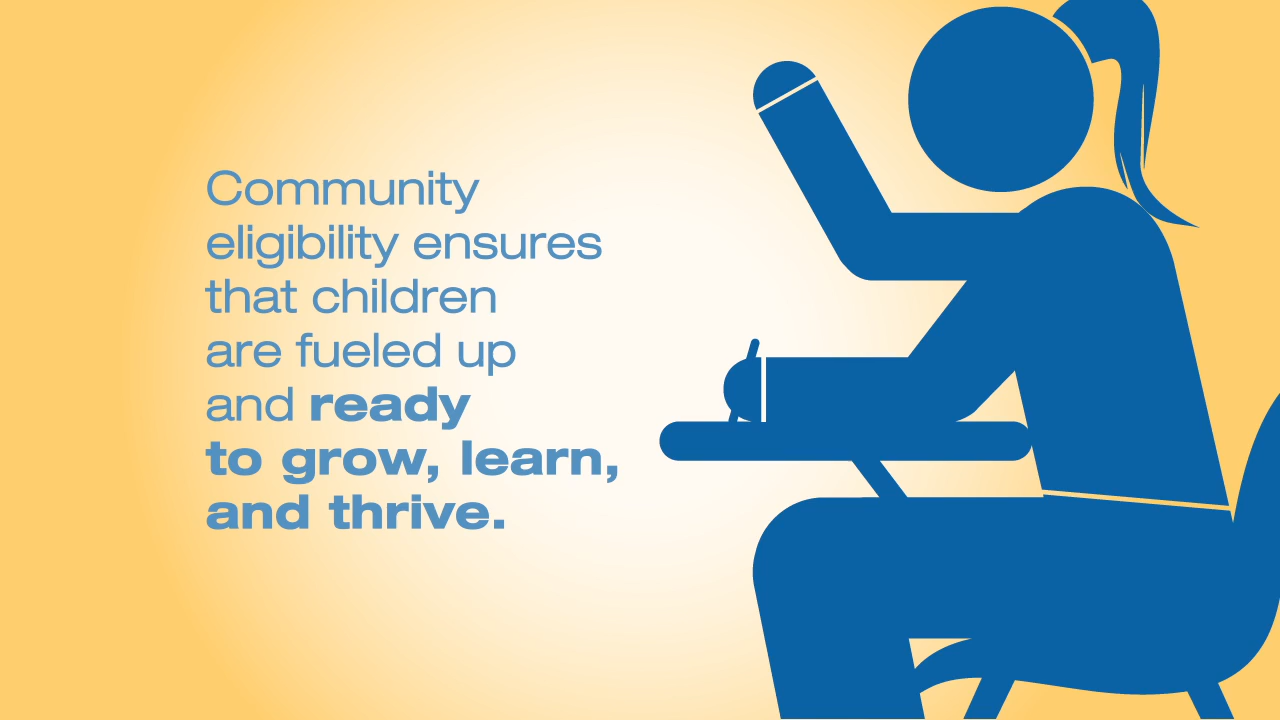 Community
eligibility ensures
that children
are fueled up
and ready
to grow, learn,
and thrive.